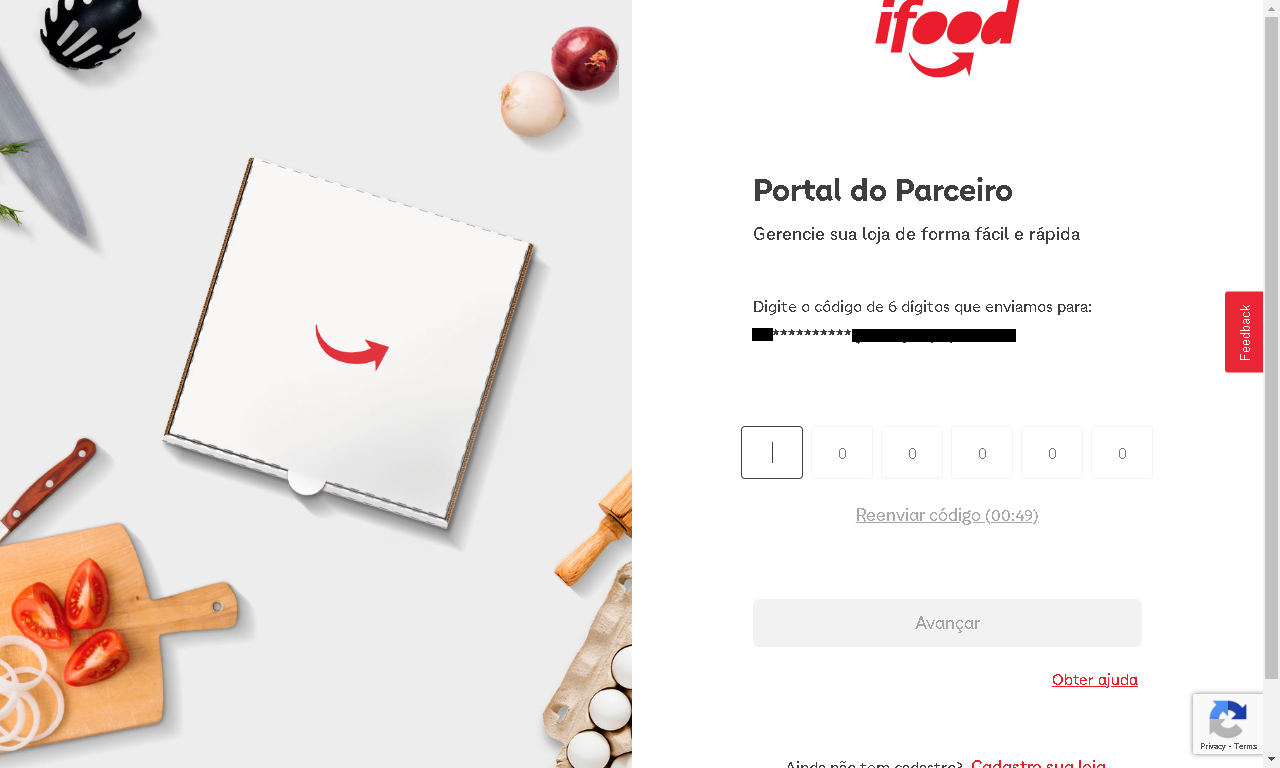 ifood
Portal do Parceiro
Gerencie sua loja de forma fácil e rápida
Digite o código de 6 dígitos que enviamos para:
**********
0 0 0 0 0
Reenviar código (00:49)
Avançar
Obter ajuda
Ainda não tem cadastro? Cadastre sua loja
Feedback
Privacy - Terms